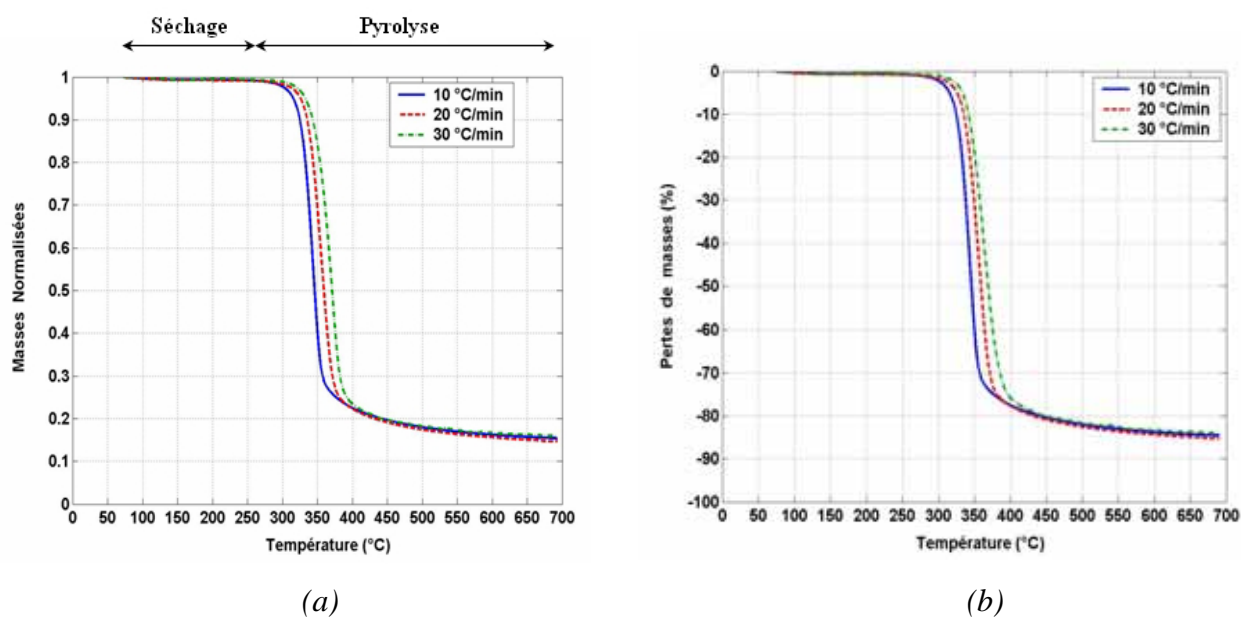 Séchage Pyrolyse
1
0.9
0.8
0.7
0.6
0.5
0.4
0.3
0.2
0.1
0
Masses Normalisées
10 °C/min
20 °C/min
30 °C/min
0 50 100 150 200 250 300 350 400 450 500 550 600 650 700
Température (°C)
(a)
0
-10
-20
-30
-40
-50
-60
-70
-80
-90
-100
Pertes de masses (%)
10 °C/min
20 °C/min
30 °C/min
0 50 100 150 200 250 300 350 400 450 500 550 600 650 700
Température (°C)
(b)